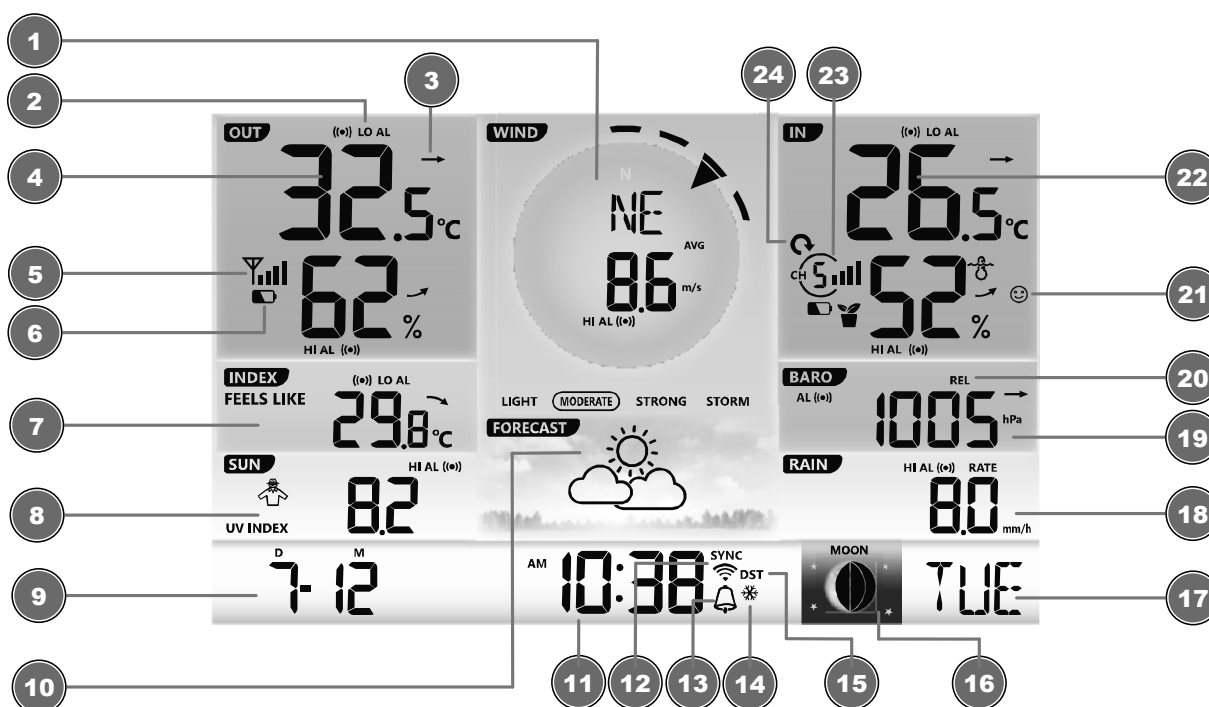 1
2
3
24
23
OUT
((•)) LO AL
WIND
IN
((•)) LO AL
4
32.5°C
N
NE
26.5°C
22
5
6
62%
HI AL ((•))
AVG
8.6 m/s
HI AL ((•))
CH 5
52%
HI AL ((•))
21
7
INDEX
FEELS LIKE
((•)) LO AL
29.8°C
LIGHT MODERATE STRONG STORM
BARO
AL ((•))
REL
1005 hPa
20
19
8
SUN
HI AL ((•))
UV INDEX
8.2
FORECAST
RAIN
HI AL ((•)) RATE
8.0 mm/h
18
9
D M
7-12
AM 10:38
SYNC
DST
MOON
TUE
17
10
11
12
13
14
15
16